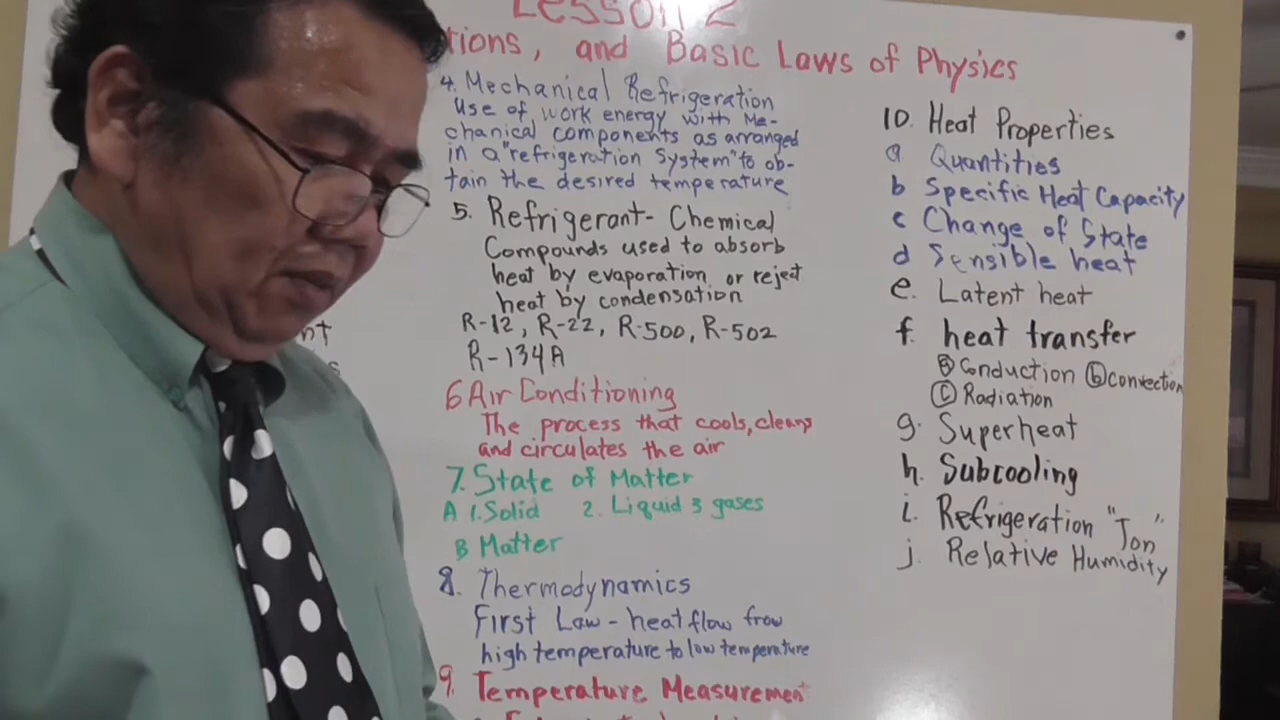 Lesson 2
tions, and Basic Laws of Physics
4. Mechanical Refrigeration
use of work energy with Me-
chanical components as arranged
in a "refrigeration System" to ob-
tain the desired temperature
5. Refrigerant- Chemical
Compounds used to absorb
heat by evaporation or reject
heat by condensation
R-12, R-22, R-500, R-502
R-134A
6 Air Conditioning
The process that cools, cleans
and circulates the air
7. State of Matter
A 1. Solid 2. Liquid 3 gases
B Matter
8. Thermodynamics
First Law - heat flow from
high temperature to low temperature
9. Temperature Measurement
10. Heat Properties
a Quantities
b Specific Heat Capacity
c Change of State
d Sensible heat
e. Latent heat
f. heat transfer
ⓐ Conduction ⓑ convection
ⓒ Radiation
g. Superheat
h. Subcooling
i. Refrigeration "Ton"
j. Relative Humidity